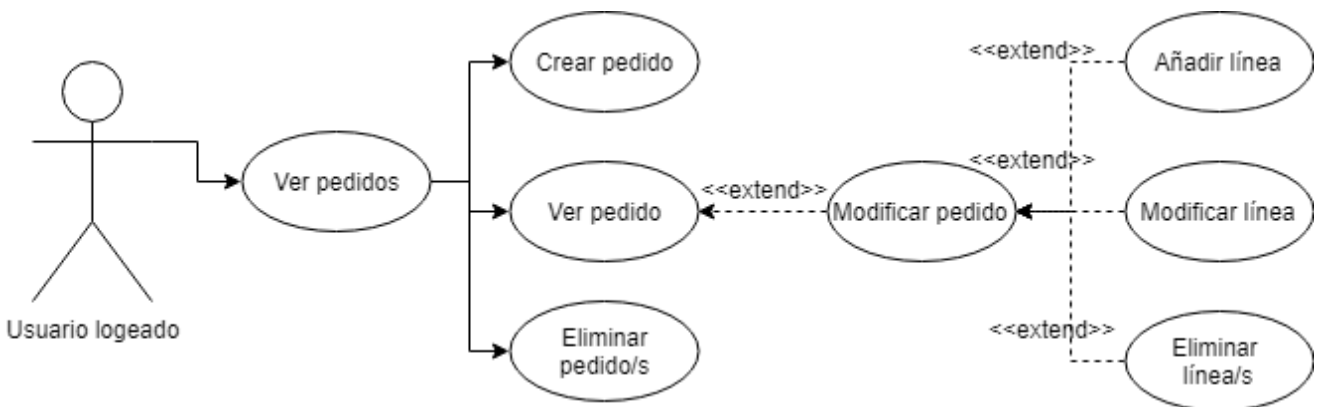 Usuario logeado
Ver pedidos
Crear pedido
Ver pedido
Eliminar
pedido/s
<<extend>>
Modificar pedido
<<extend>>
Añadir línea
<<extend>>
Modificar línea
<<extend>>
Eliminar
línea/s